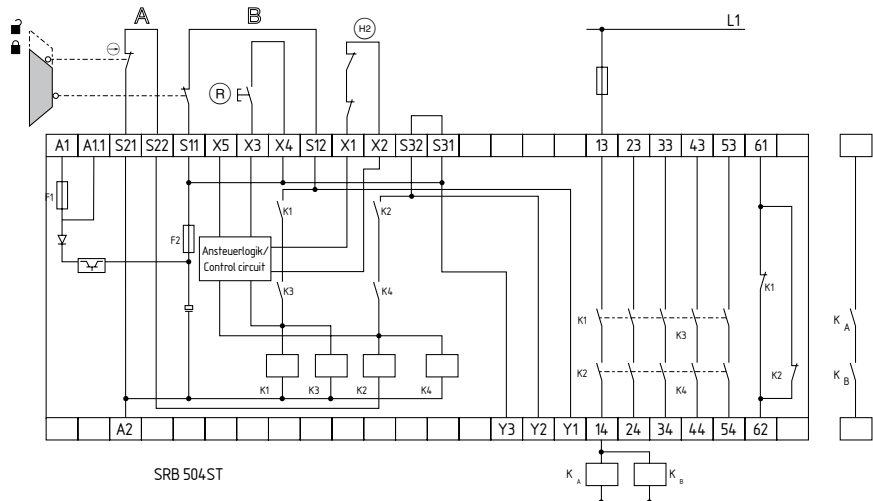 A B H2 L1
R
A1 A1.1 S21 S22 S11 X5 X3 X4 S12 X1 X2 S32 S31 13 23 33 43 53 61
F1
F2
K1 K2
Ansteuerlogik/
Control circuit
K3 K4
K1
K1 K3
K A
K2 K4 K2
K B
K1 K3 K2 K4
A2 Y3 Y2 Y1 14 24 34 44 54 62
SRB 504ST
K A K B